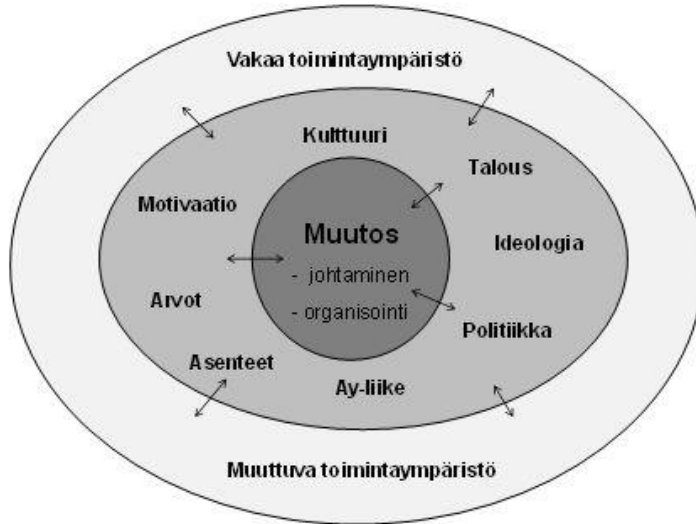 Vakaa toimintaympäristö
Kulttuuri
Talous
Motivaatio
Muutos
Ideologia
- johtaminen
Arvot
- organisointi
Politiikka
Asenteet
Ay-liike
Muuttuva toimintaympäristö